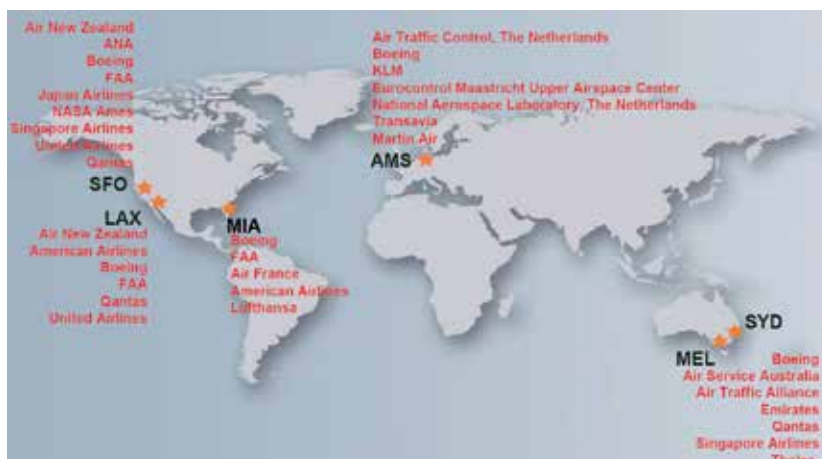 Air New Zealand
ANA
Boeing
FAA
Japan Airlines
NASA Ames
Singapore Airlines
United Airlines
Qantas
SFO
LAX
Air New Zealand
American Airlines
Boeing
FAA
Qantas
United Airlines
MIA
Boeing
FAA
Air France
American Airlines
Lufthansa
Air Traffic Control, The Netherlands
Boeing
KLM
Eurocontrol Maastricht Upper Airspace Center
National Aerospace Laboratory, The Netherlands
Transavia
Martin Air
AMS
SYD
MEL
Boeing
Air Service Australia
Air Traffic Alliance
Emirates
Qantas
Singapore Airlines
Thales